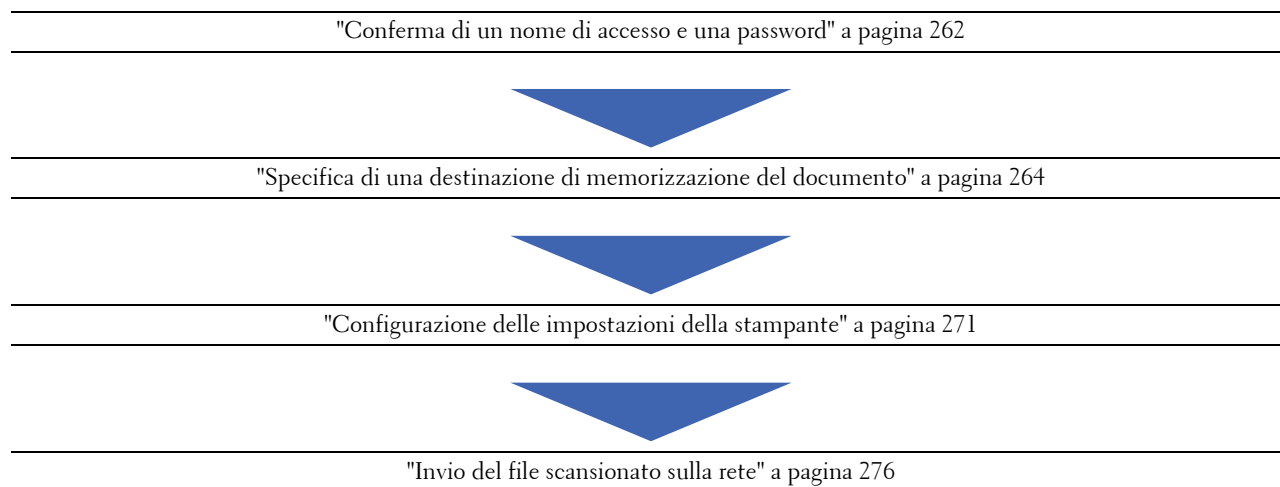 "Conferma di un nome di accesso e una password" a pagina 262
"Specifica di una destinazione di memorizzazione del documento" a pagina 264
"Configurazione delle impostazioni della stampante" a pagina 271
"Invio del file scansionato sulla rete" a pagina 276